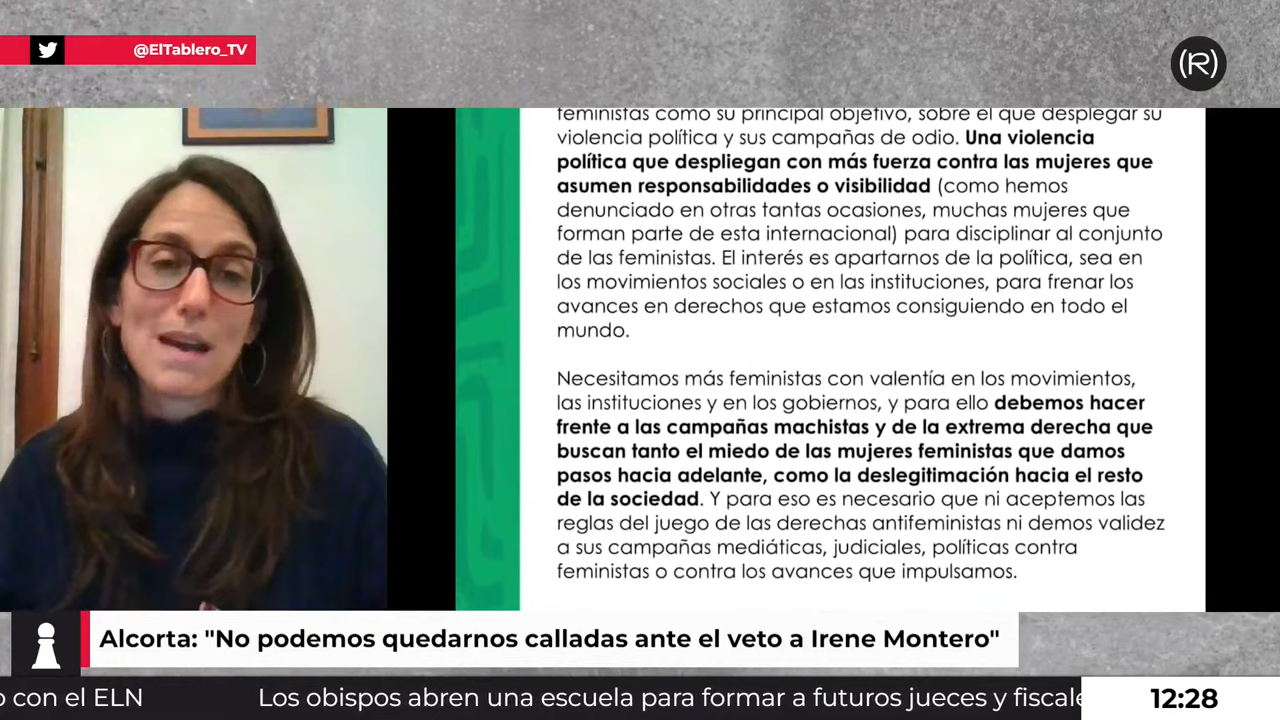 @ElTablero_TV
(R)
feministas como su principal objetivo, sobre el que desplegar su
violencia política y sus campañas de odio. Una violencia
política que despliegan con más fuerza contra las mujeres que
asumen responsabilidades o visibilidad (como hemos
denunciado en otras tantas ocasiones, muchas mujeres que
forman parte de esta internacional) para disciplinar al conjunto
de las feministas. El interés es apartarnos de la política, sea en
los movimientos sociales o en las instituciones, para frenar los
avances en derechos que estamos consiguiendo en todo el
mundo.
Necesitamos más feministas con valentía en los movimientos,
las instituciones y en los gobiernos, y para ello debemos hacer
frente a las campañas machistas y de la extrema derecha que
buscan tanto el miedo de las mujeres feministas que damos
pasos hacia adelante, como la deslegitimación hacia el resto
de la sociedad. Y para eso es necesario que ni aceptemos las
reglas del juego de las derechas antifeministas ni demos validez
a sus campañas mediáticas, judiciales, políticas contra
feministas o contra los avances que impulsamos.
Alcorta: "No podemos quedarnos calladas ante el veto a Irene Montero"
o con el ELN Los obispos abren una escuela para formar a futuros jueces y fiscale
12:28